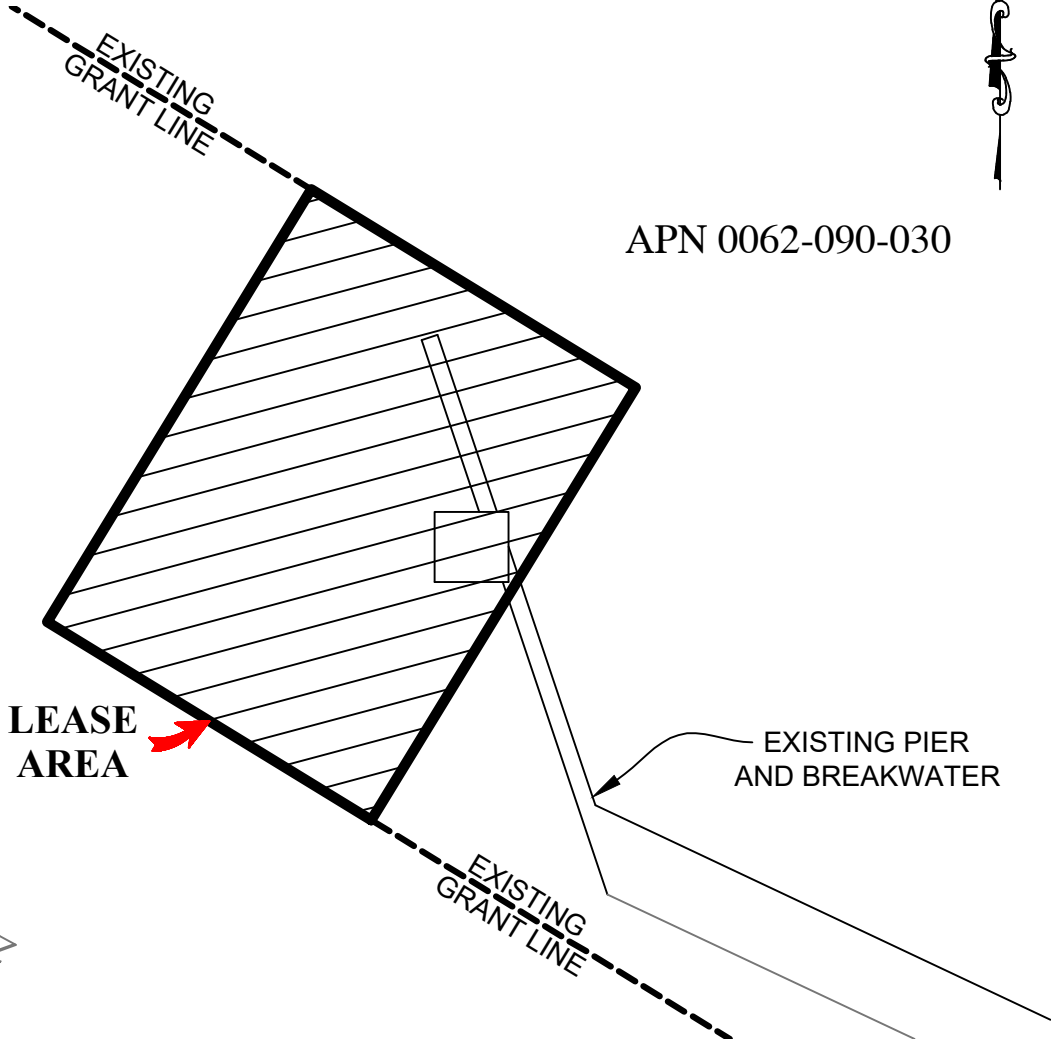 EXISTING
GRANT LINE
APN 0062-090-030
LEASE
AREA
EXISTING PIER
AND BREAKWATER
EXISTING
GRANT LINE